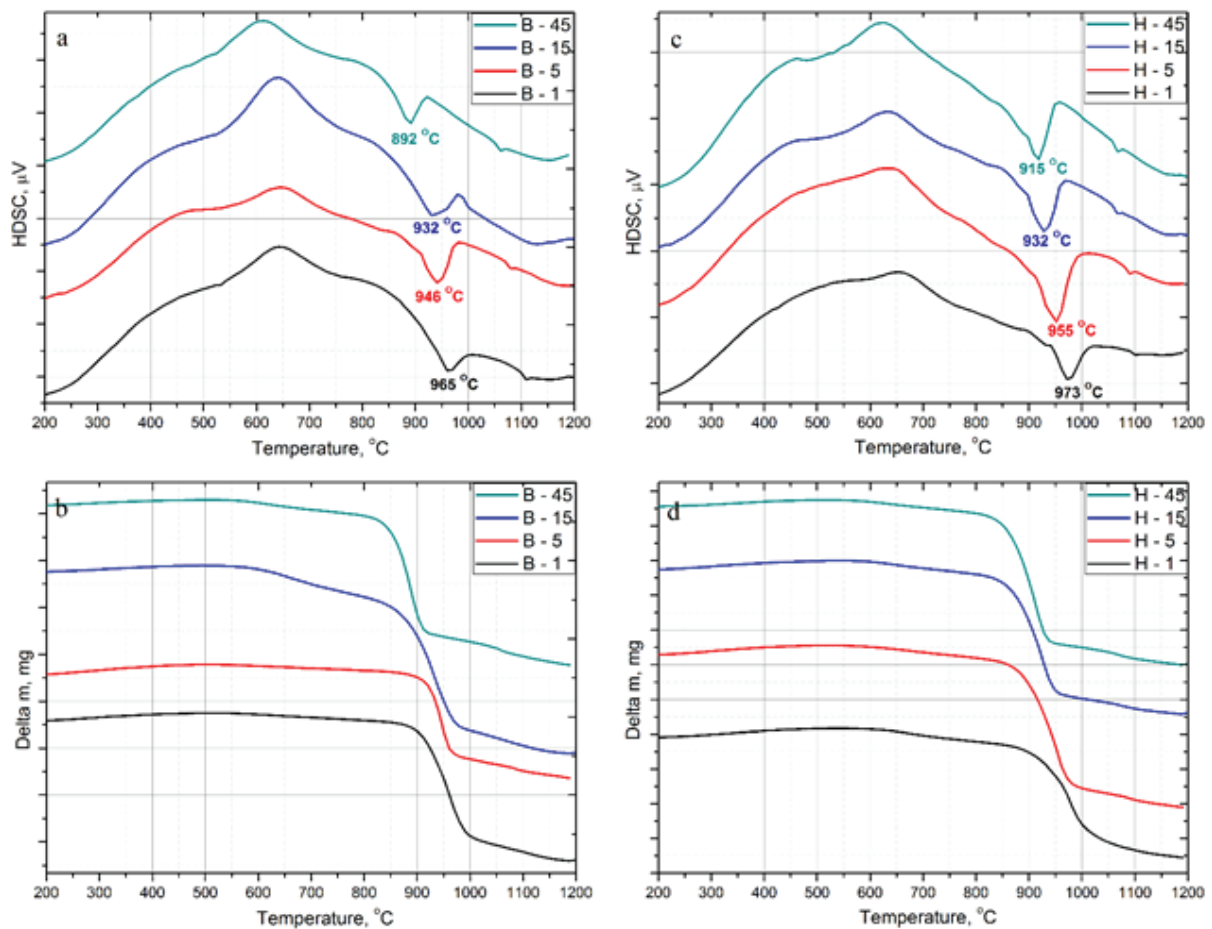 a
B - 45
B - 15
B - 5
B - 1
HDSC, µV
892 °C
932 °C
946 °C
965 °C
200 300 400 500 600 700 800 900 1000 1100 1200
Temperature, °C
c
H - 45
H - 15
H - 5
H - 1
HDSC, µV
915 °C
932 °C
955 °C
973 °C
200 300 400 500 600 700 800 900 1000 1100 1200
Temperature, °C
b
B - 45
B - 15
B - 5
B - 1
Delta m, mg
200 300 400 500 600 700 800 900 1000 1100 1200
Temperature, °C
d
H - 45
H - 15
H - 5
H - 1
Delta m, mg
200 300 400 500 600 700 800 900 1000 1100 1200
Temperature, °C